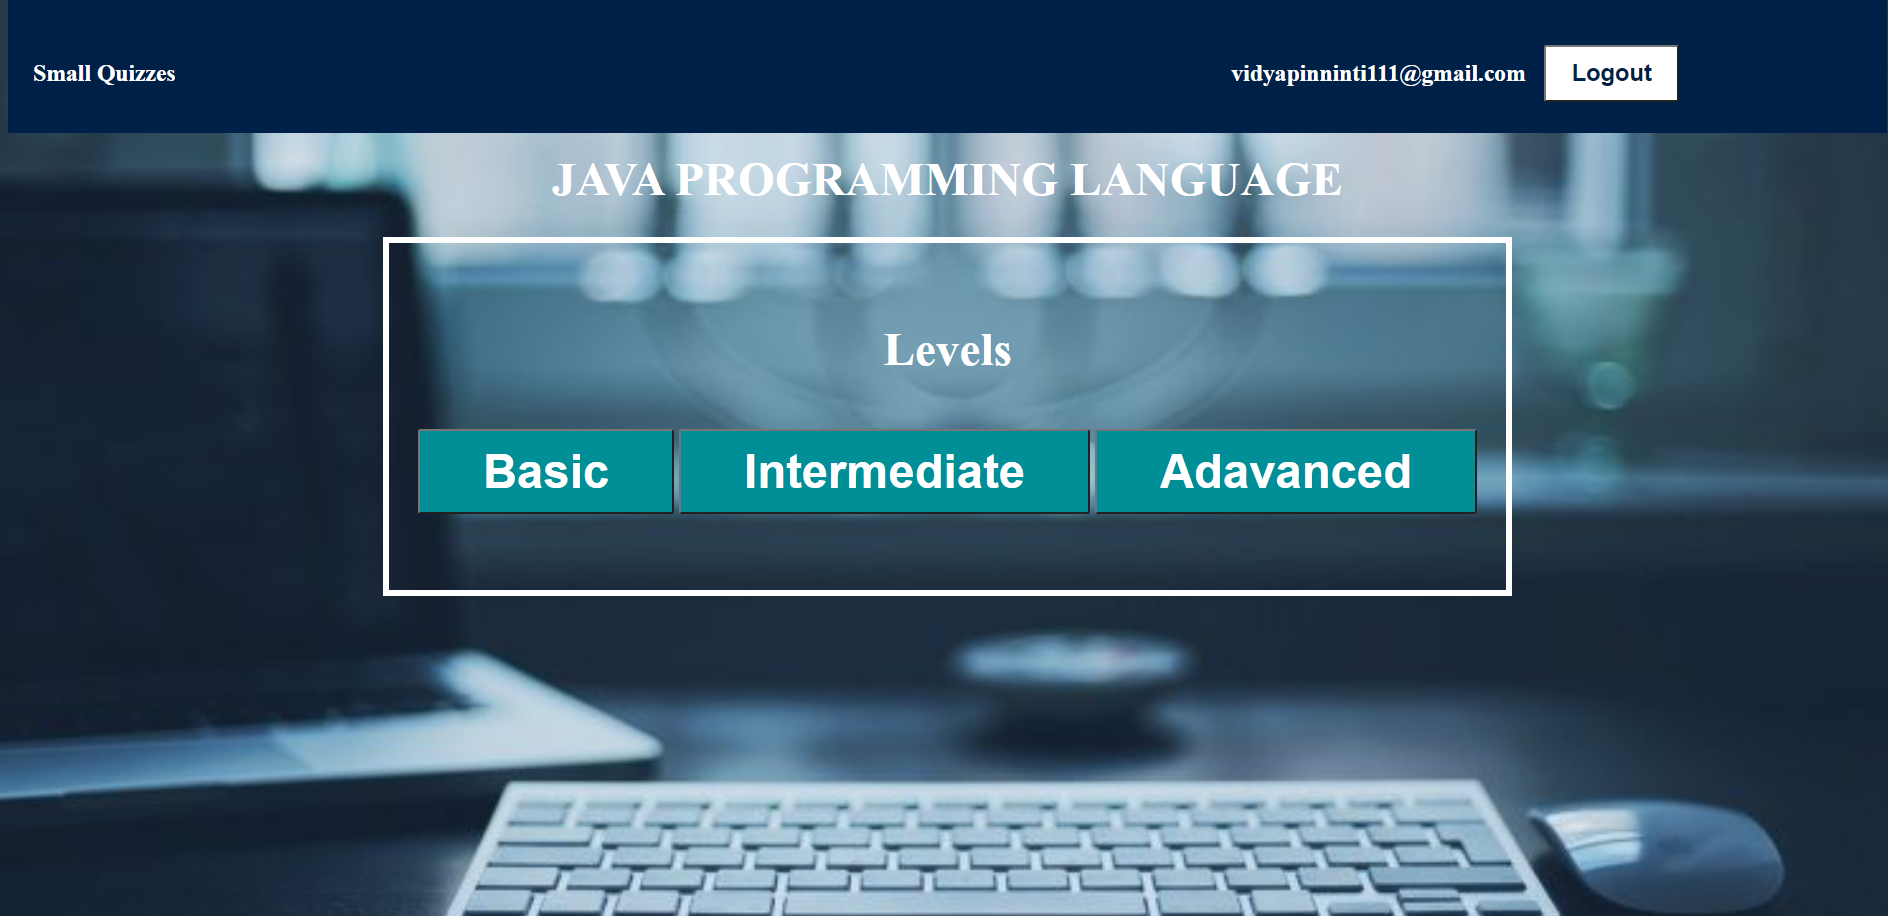 Small Quizzes
vidyapinninti111@gmail.com Logout
JAVA PROGRAMMING LANGUAGE
Levels
Basic Intermediate Adavanced